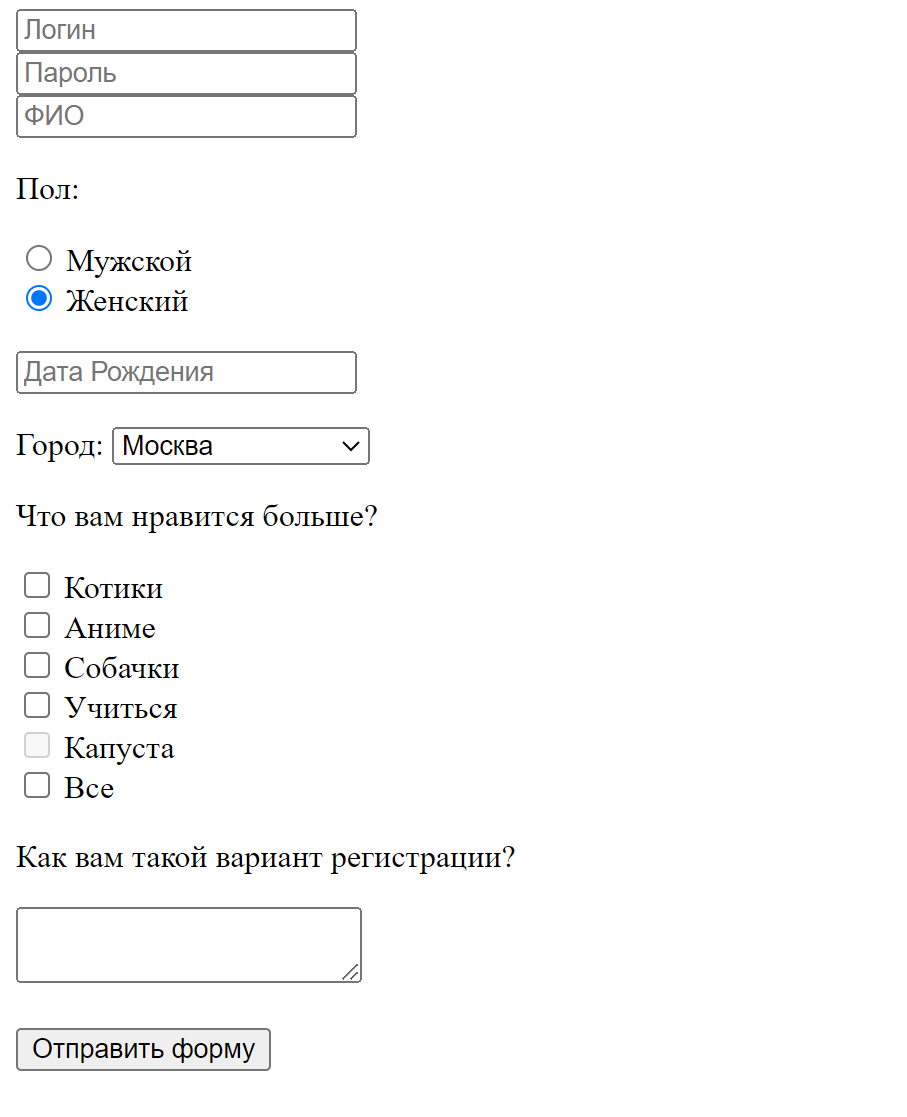 Логин
Пароль
ФИО
Пол:
Мужской
Женский
Дата Рождения
Город: Москва
Что вам нравится больше?
Котики
Аниме
Собачки
Учиться
Капуста
Все
Как вам такой вариант регистрации?
Отправить форму